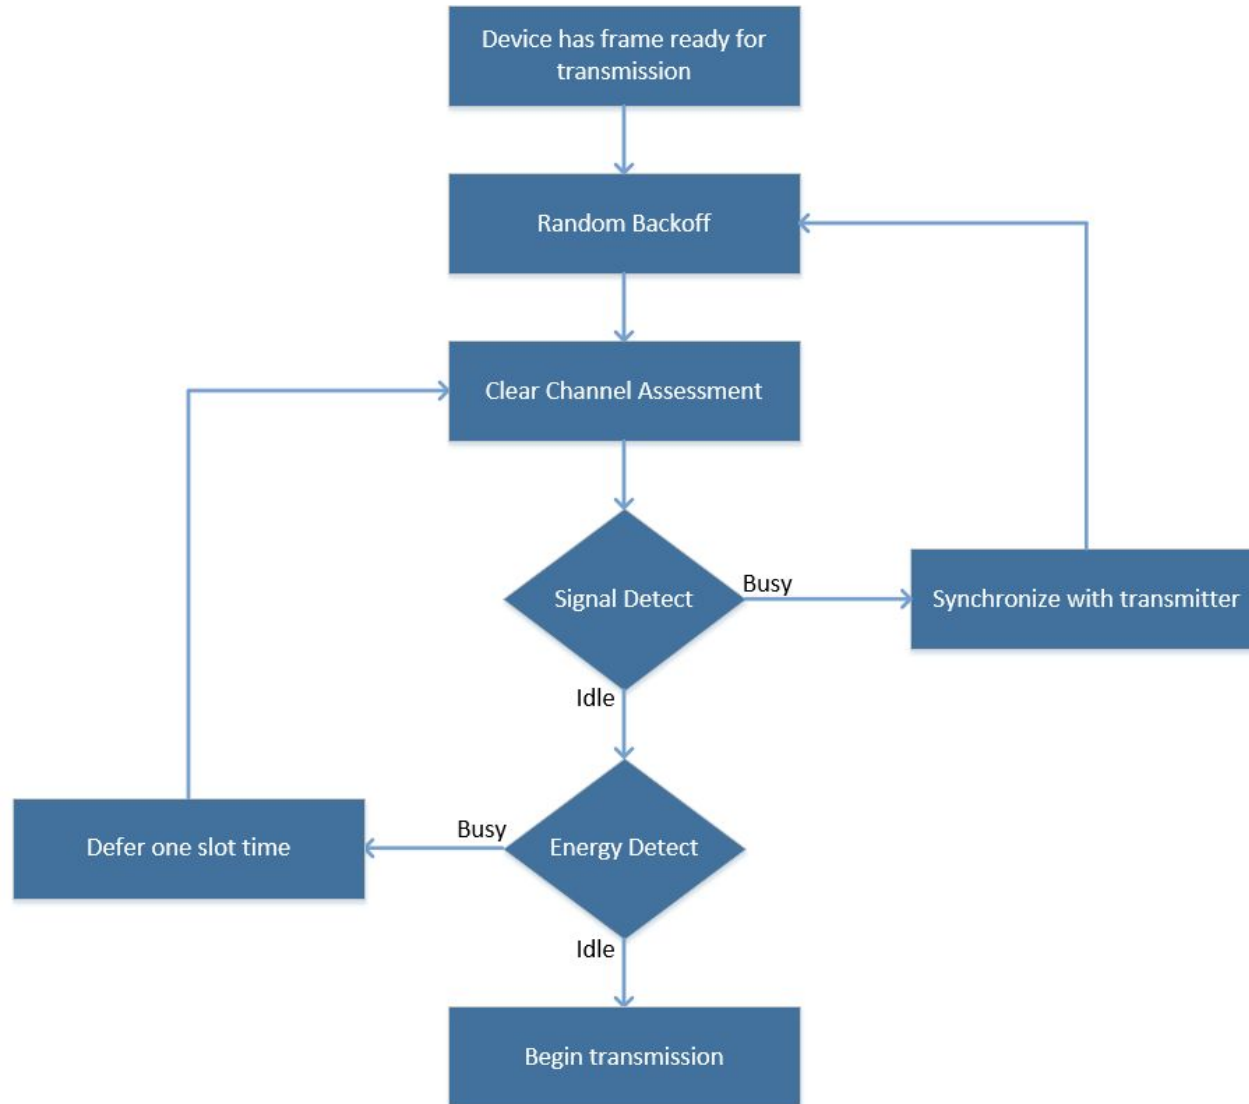 Device has frame ready for
transmission
Random Backoff
Clear Channel Assessment
Signal Detect
Busy
Synchronize with transmitter
Idle
Defer one slot time
Busy
Energy Detect
Idle
Begin transmission